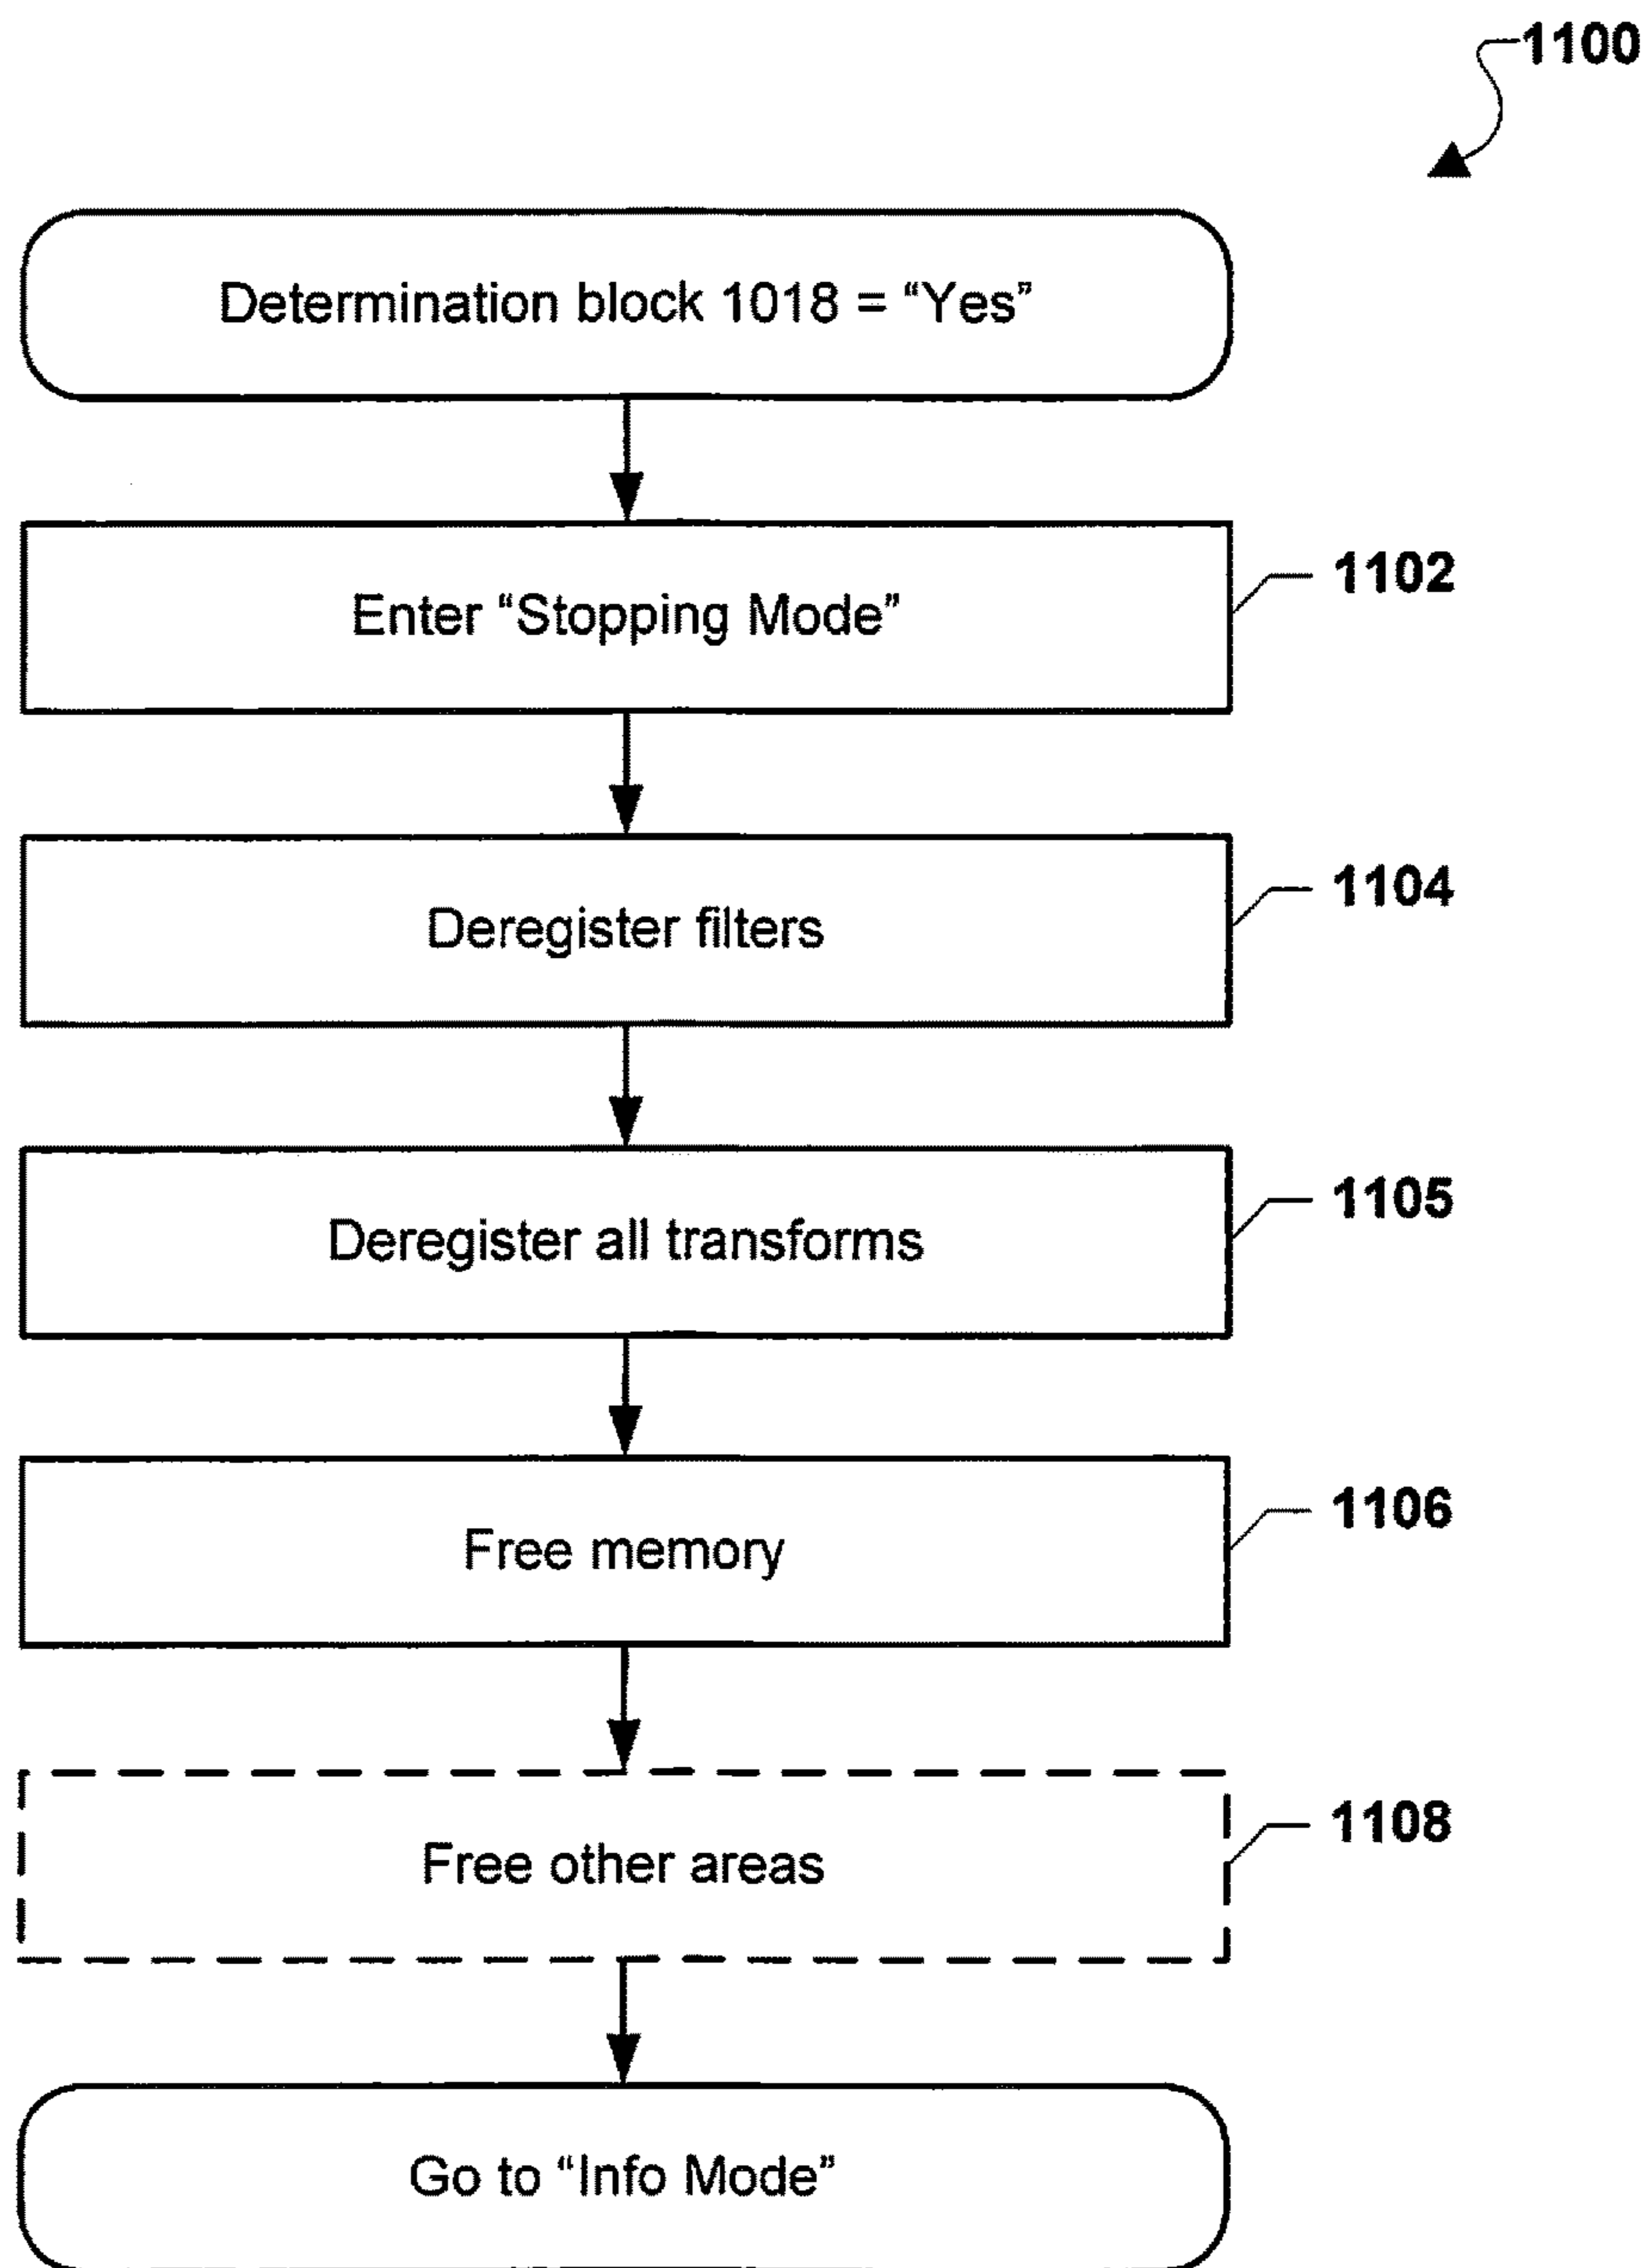 1100
Determination block 1018 = “Yes”
1102
Enter “Stopping Mode”
1104
Deregister filters
1105
Deregister all transforms
1106
Free memory
1108
Free other areas
Go to “Info Mode”